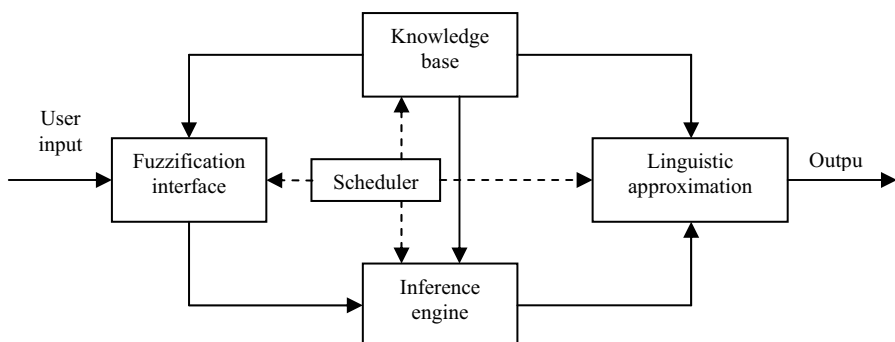 Knowledge
base
User
input
Fuzzification
interface
Scheduler
Linguistic
approximation
Outpu
Inference
engine